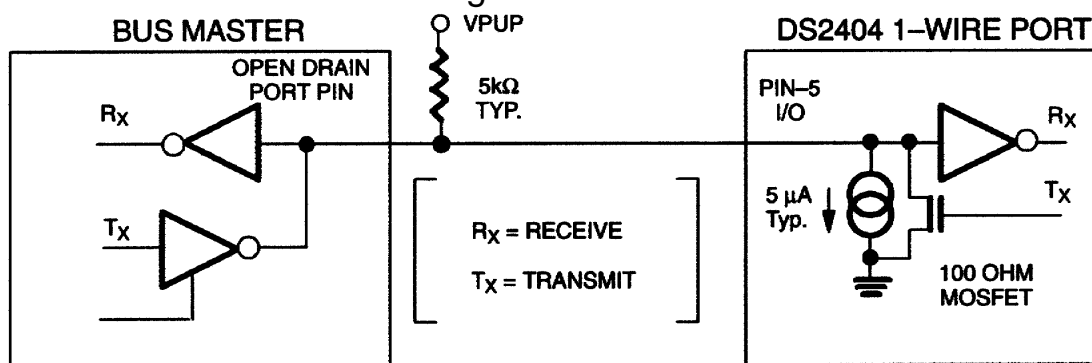 BUS MASTER
VPUP
DS2404 1–WIRE PORT
OPEN DRAIN
PORT PIN
5kΩ
TYP.
PIN–5
I/O
RX
RX
TX
5 µA
Typ.
TX
RX = RECEIVE
TX = TRANSMIT
100 OHM
MOSFET